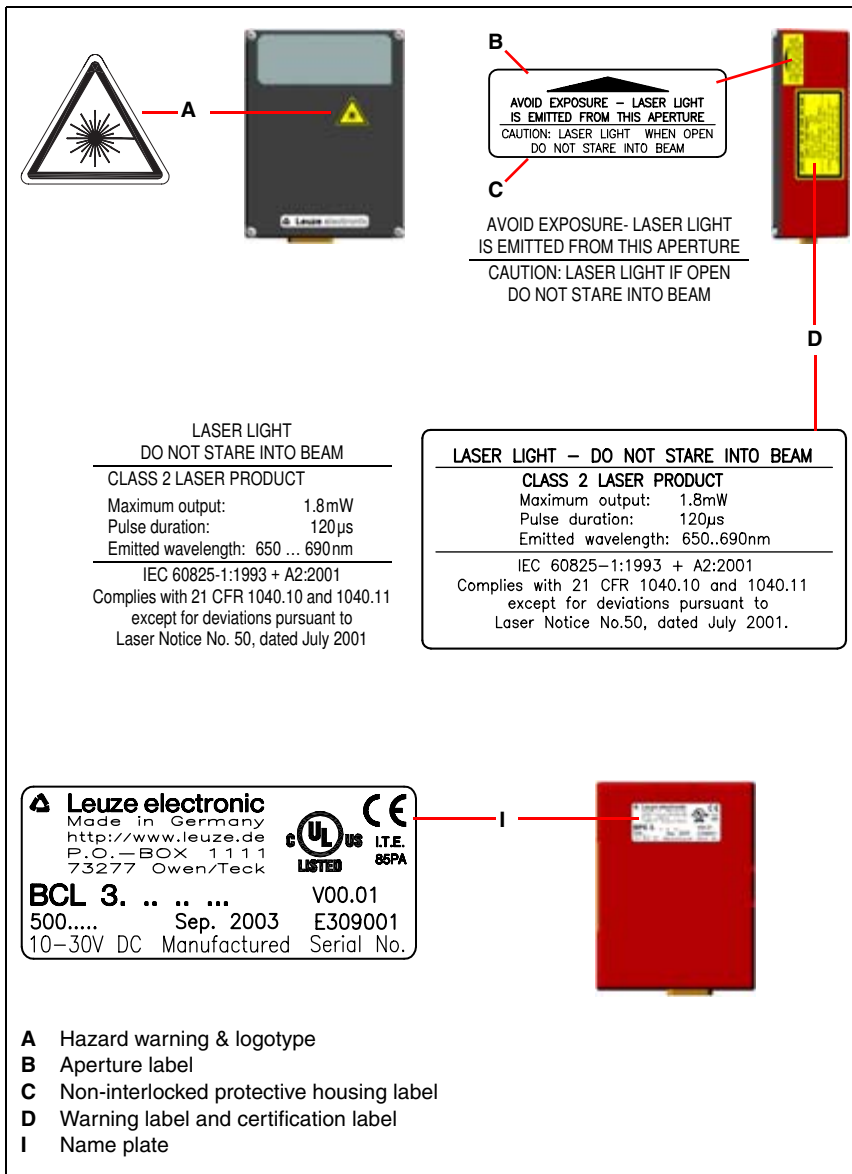 A
B
AVOID EXPOSURE – LASER LIGHT
IS EMITTED FROM THIS APERTURE
CAUTION: LASER LIGHT WHEN OPEN
DO NOT STARE INTO BEAM
C
Leuze electronic
AVOID EXPOSURE- LASER LIGHT
IS EMITTED FROM THIS APERTURE
CAUTION: LASER LIGHT IF OPEN
DO NOT STARE INTO BEAM
D
LASER LIGHT
DO NOT STARE INTO BEAM
CLASS 2 LASER PRODUCT
Maximum output: 1.8mW
Pulse duration: 120µs
Emitted wavelength: 650 ... 690nm
IEC 60825-1:1993 + A2:2001
Complies with 21 CFR 1040.10 and 1040.11
except for deviations pursuant to
Laser Notice No. 50, dated July 2001
LASER LIGHT – DO NOT STARE INTO BEAM
CLASS 2 LASER PRODUCT
Maximum output: 1.8mW
Pulse duration: 120µs
Emitted wavelength: 650..690nm
IEC 60825–1:1993 + A2:2001
Complies with 21 CFR 1040.10 and 1040.11
except for deviations pursuant to
Laser Notice No.50, dated July 2001.
Leuze electronic
Made in Germany
http://www.leuze.de
P.O.–BOX 1111
73277 Owen/Teck
C UL US
LISTED
CE
I.T.E.
85PA
BCL 3. .. .. ... V00.01
500..... Sep. 2003 E309001
10–30V DC Manufactured Serial No.
I
Leuze electronic
BCL 3.
A Hazard warning & logotype
B Aperture label
C Non-interlocked protective housing label
D Warning label and certification label
I Name plate